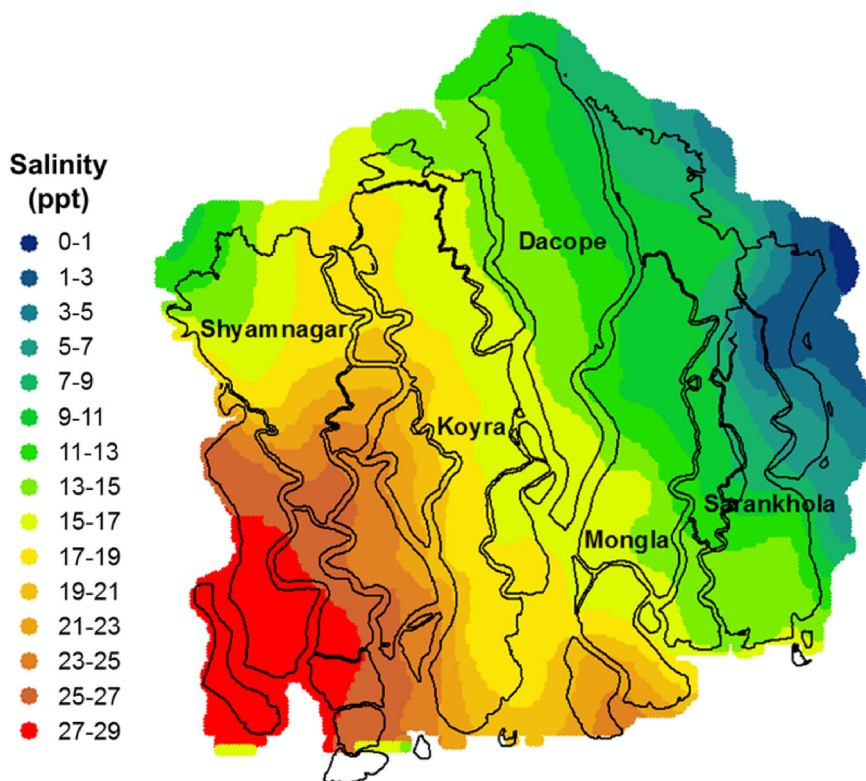 Salinity
(ppt)
0-1
1-3
3-5
5-7
7-9
9-11
11-13
13-15
15-17
17-19
19-21
21-23
23-25
25-27
27-29
Dacope
Shyamnagar
Koyra
Sarankhola
Mongla